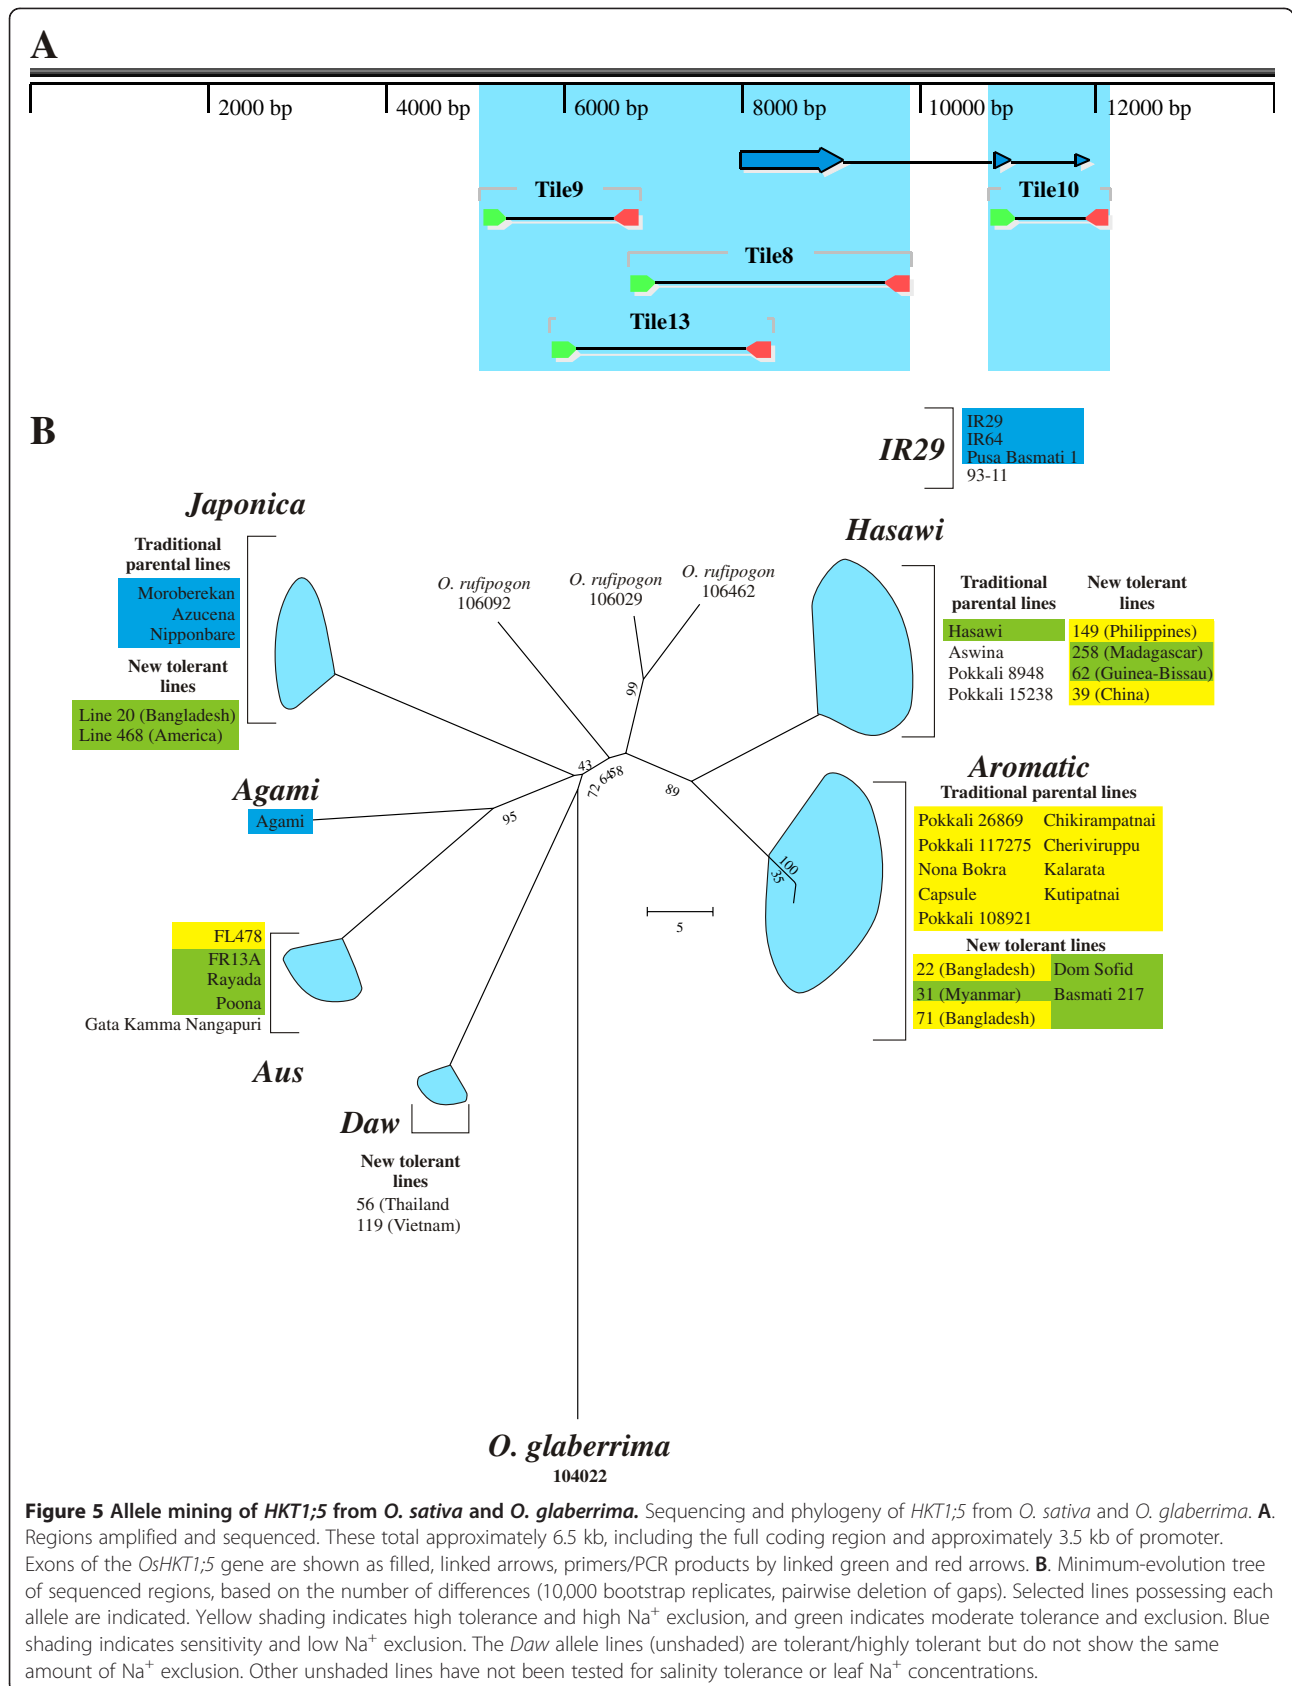 A
2000 bp 4000 bp 6000 bp 8000 bp 10000 bp 12000 bp
Tile9 Tile10
Tile8
Tile13
B
IR29
IR29
IR64
Pusa Basmati 1
93-11
Japonica
Traditional
parental lines
Moroberekan
Azucena
Nipponbare
New tolerant
lines
Line 20 (Bangladesh)
Line 468 (America)
O. rufipogon
106092
O. rufipogon
106029
O. rufipogon
106462
Hasawi
Traditional
parental lines
Hasawi
Aswina
Pokkali 8948
Pokkali 15238
New tolerant
lines
149 (Philippines)
258 (Madagascar)
62 (Guinea-Bissau)
39 (China)
99
43
72
64
58
89
95
100
35
5
Agami
Agami
Aromatic
Traditional parental lines
Pokkali 26869 Chikirampatnai
Pokkali 117275 Cheriviruppu
Nona Bokra Kalarata
Capsule Kutipatnai
Pokkali 108921
New tolerant lines
22 (Bangladesh) Dom Sofid
31 (Myanmar) Basmati 217
71 (Bangladesh)
FL478
FR13A
Rayada
Poona
Gata Kamma Nangapuri
Aus
Daw
New tolerant
lines
56 (Thailand
119 (Vietnam)
O. glaberrima
104022
Figure 5 Allele mining of HKT1;5 from O. sativa and O. glaberrima. Sequencing and phylogeny of HKT1;5 from O. sativa and O. glaberrima. A.
Regions amplified and sequenced. These total approximately 6.5 kb, including the full coding region and approximately 3.5 kb of promoter.
Exons of the OsHKT1;5 gene are shown as filled, linked arrows, primers/PCR products by linked green and red arrows. B. Minimum-evolution tree
of sequenced regions, based on the number of differences (10,000 bootstrap replicates, pairwise deletion of gaps). Selected lines possessing each
allele are indicated. Yellow shading indicates high tolerance and high Na⁺ exclusion, and green indicates moderate tolerance and exclusion. Blue
shading indicates sensitivity and low Na⁺ exclusion. The Daw allele lines (unshaded) are tolerant/highly tolerant but do not show the same
amount of Na⁺ exclusion. Other unshaded lines have not been tested for salinity tolerance or leaf Na⁺ concentrations.